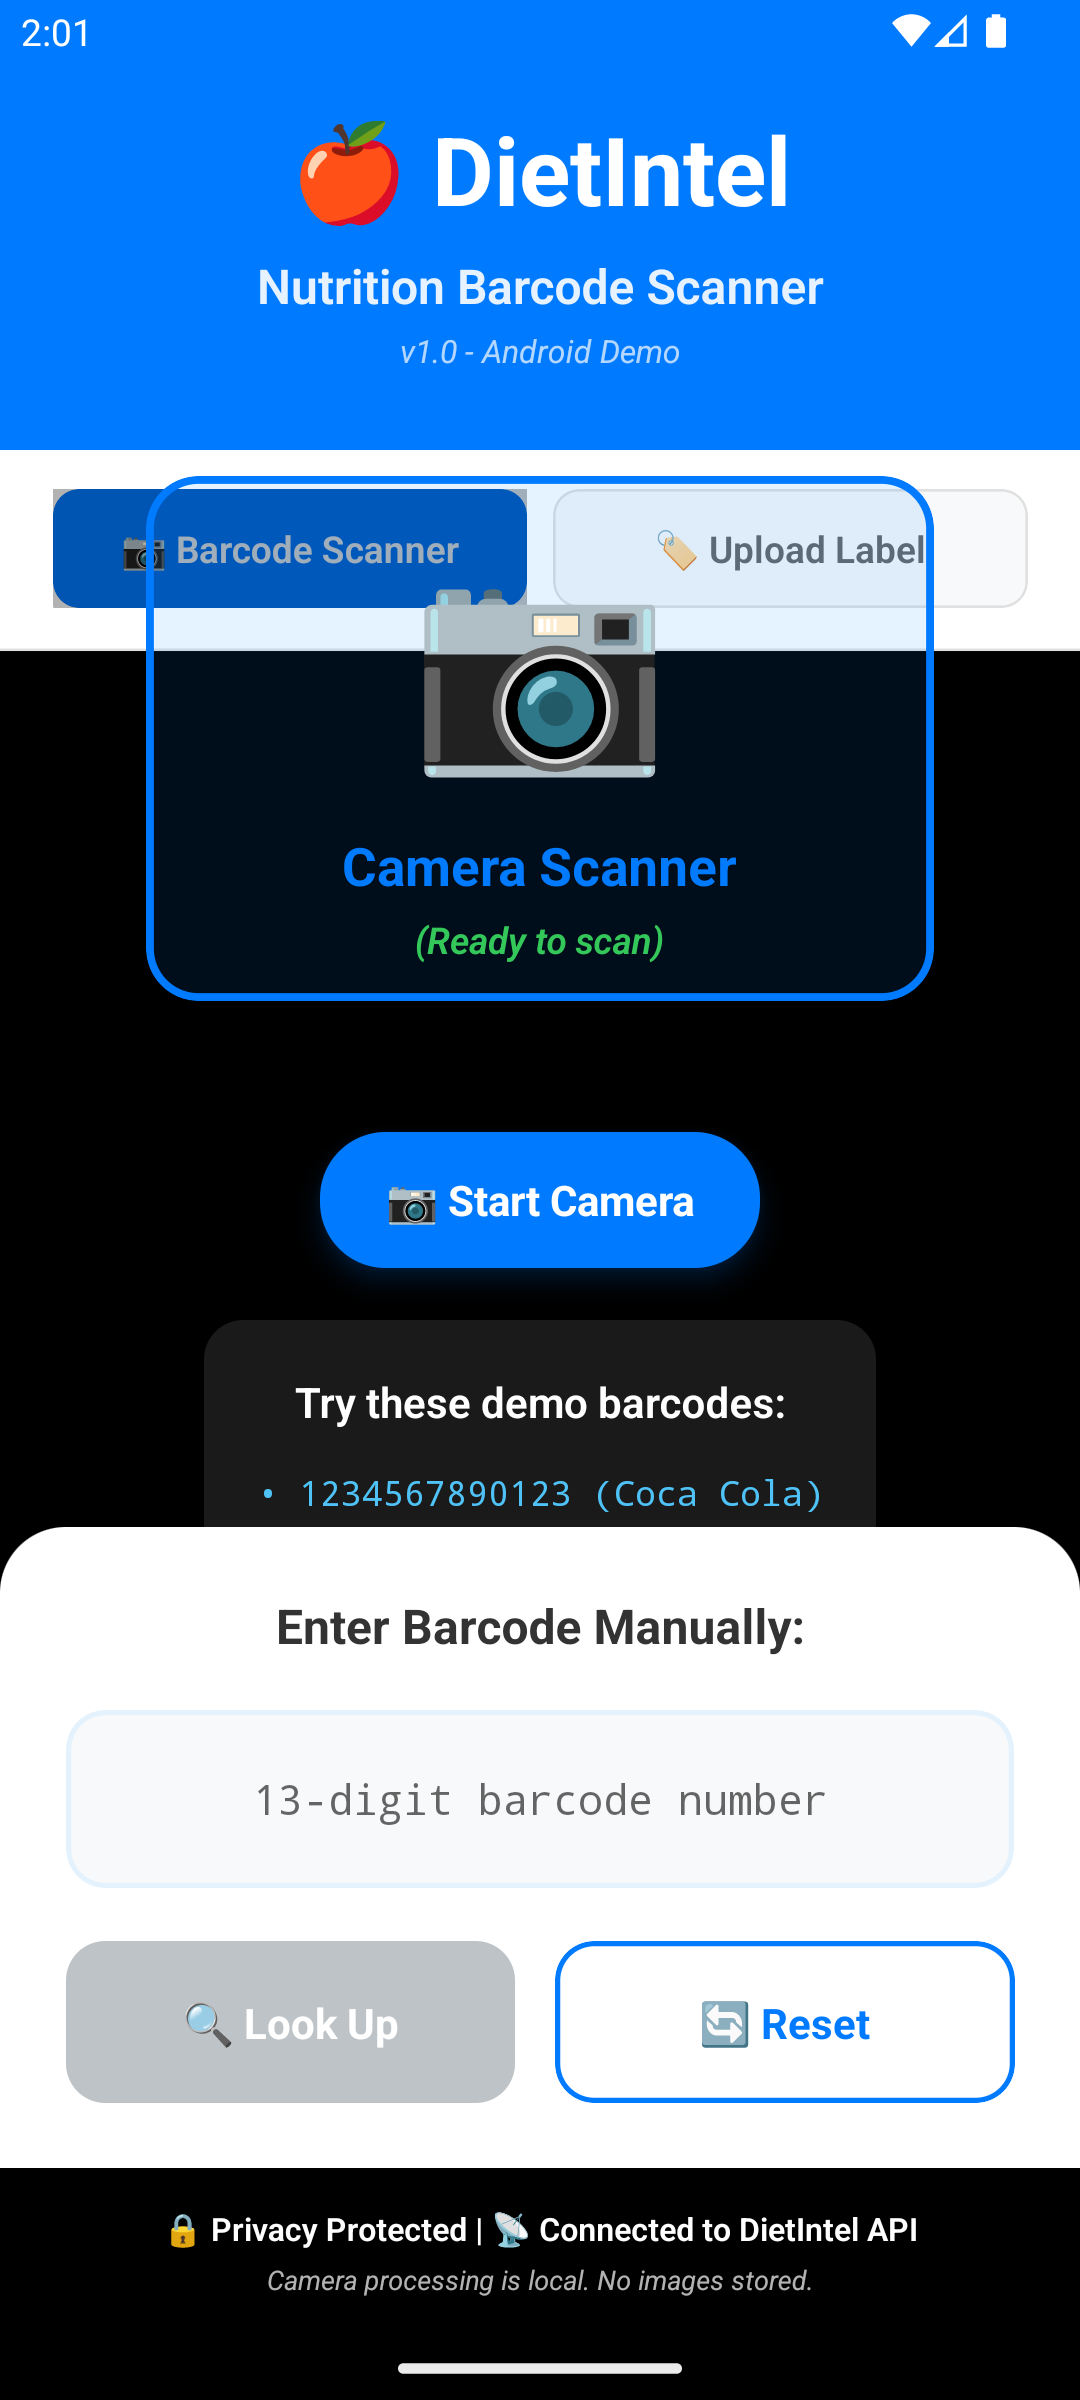 2:01
🍎 DietIntel
Nutrition Barcode Scanner
v1.0 - Android Demo
📷 Barcode Scanner
🏷️ Upload Label
Camera Scanner
(Ready to scan)
📷 Start Camera
Try these demo barcodes:
• 1234567890123 (Coca Cola)
Enter Barcode Manually:
13-digit barcode number
🔍 Look Up
🔄 Reset
🔒 Privacy Protected | 📡 Connected to DietIntel API
Camera processing is local. No images stored.